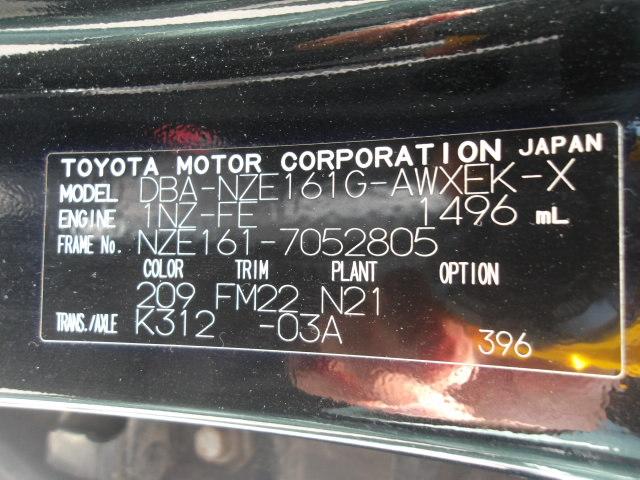 TOYOTA MOTOR CORPORATION JAPAN
MODEL DBA-NZE161G-AWXEK-X
ENGINE 1NZ-FE 1496 mL
FRAME No. NZE161-7052805
COLOR TRIM PLANT OPTION
209 FM22 N21
TRANS./AXLE K312 -03A
396